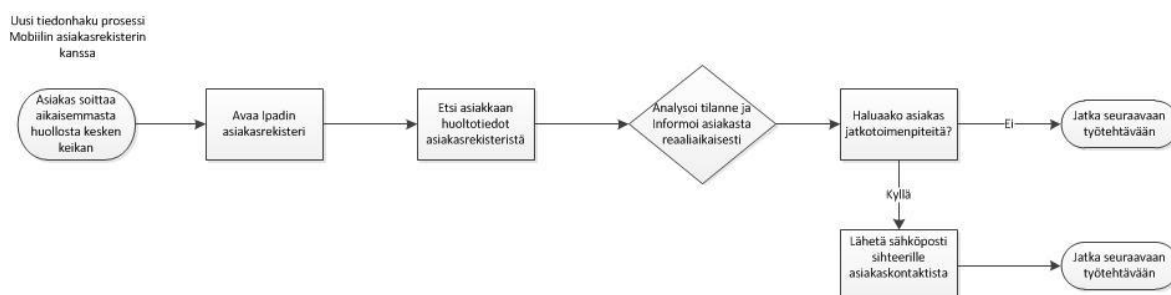 Uusi tiedonhaku prosessi
Mobiilin asiakasrekisterin
kanssa
Asiakas soittaa
aikaisemmasta
huollosta kesken
keikan
Avaa Ipadin
asiakasrekisteri
Etsi asiakkaan
huoltotiedot
asiakasrekisteristä
Analysoi tilanne ja
Informoi asiakasta
reaaliaikaisesti
Haluaako asiakas
jatkotoimenpiteitä?
Ei
Jatka seuraavaan
työtehtävään
Kyllä
Lähetä sähköposti
sihteerille
asiakaskontaktista
Jatka seuraavaan
työtehtävään